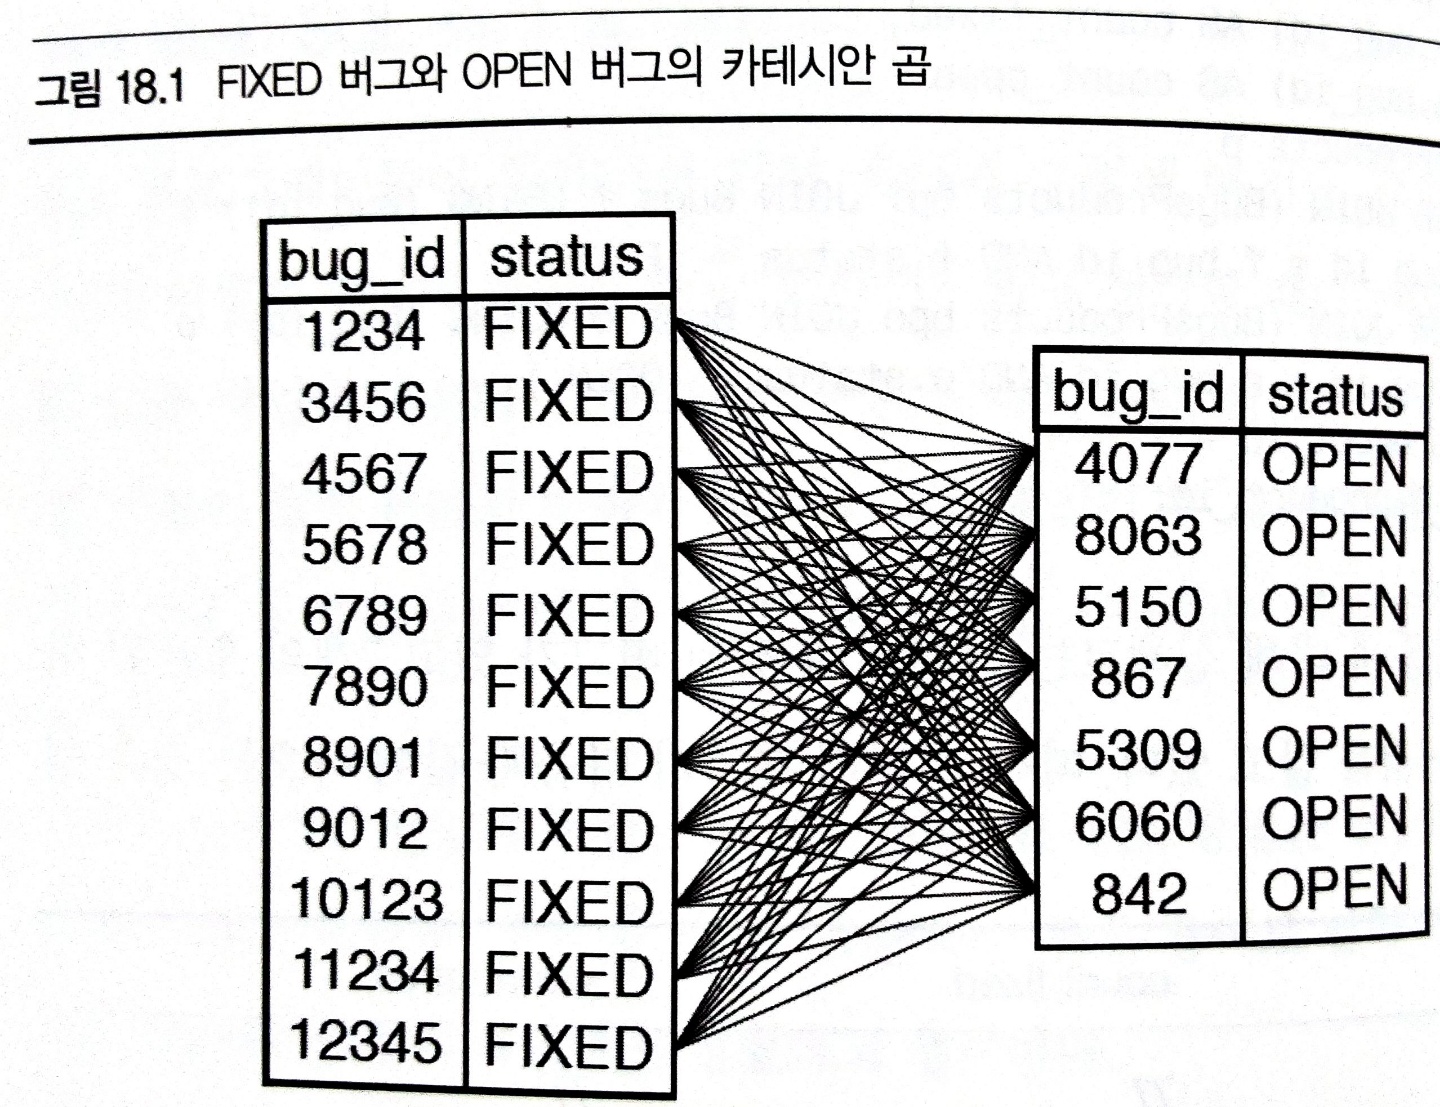 그림 18.1 FIXED 버그와 OPEN 버그의 카테시안 곱
bug_id status
1234 FIXED
3456 FIXED
4567 FIXED
5678 FIXED
6789 FIXED
7890 FIXED
8901 FIXED
9012 FIXED
10123 FIXED
11234 FIXED
12345 FIXED
bug_id status
4077 OPEN
8063 OPEN
5150 OPEN
867 OPEN
5309 OPEN
6060 OPEN
842 OPEN